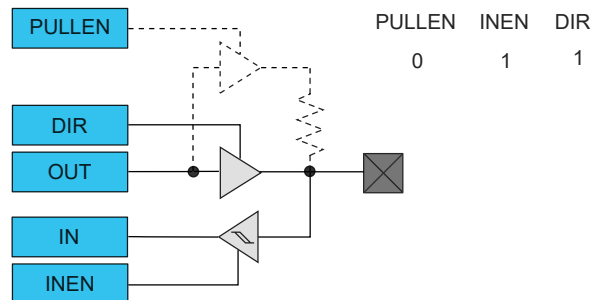 PULLEN
PULLEN INEN DIR
0 1 1
DIR
OUT
IN
INEN